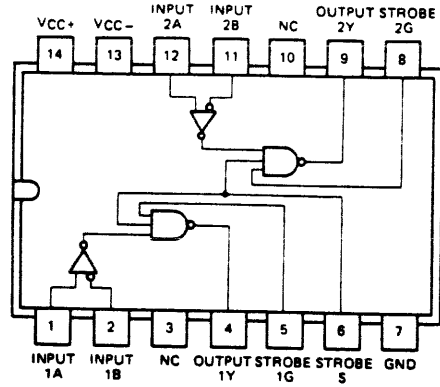 VCC+ VCC− INPUT 2A INPUT 2B NC OUTPUT 2Y STROBE 2G
14 13 12 11 10 9 8
1 2 3 4 5 6 7
INPUT 1A INPUT 1B NC OUTPUT 1Y STROBE 1G STROBE S GND